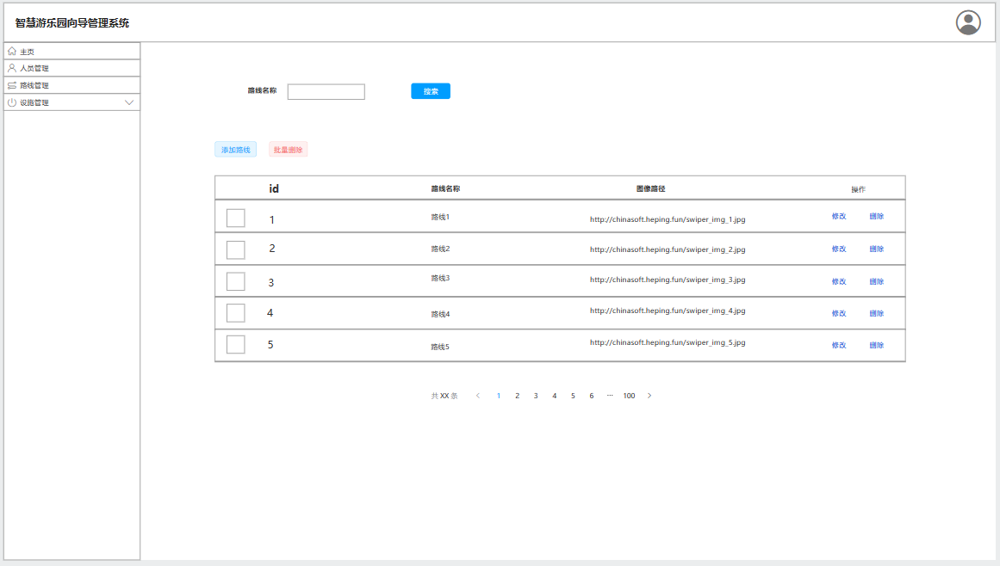 智慧游乐园向导管理系统
主页
人员管理
路线管理
设施管理
路线名称 搜索
添加路线 批量删除
id 路线名称 图像路径 操作
1 路线1 http://chinasoft.heping.fun/swiper_img_1.jpg 修改 删除
2 路线2 http://chinasoft.heping.fun/swiper_img_2.jpg 修改 删除
3 路线3 http://chinasoft.heping.fun/swiper_img_3.jpg 修改 删除
4 路线4 http://chinasoft.heping.fun/swiper_img_4.jpg 修改 删除
5 路线5 http://chinasoft.heping.fun/swiper_img_5.jpg 修改 删除
共 XX 条 < 1 2 3 4 5 6 ··· 100 >